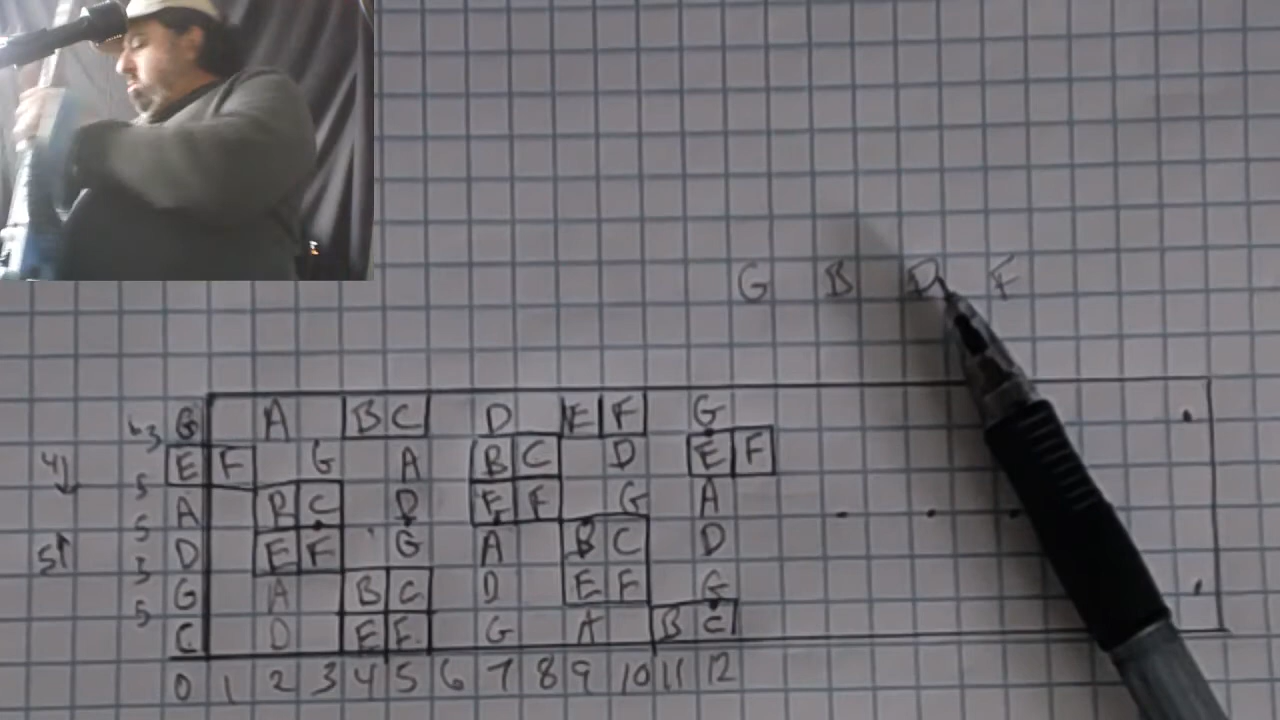 G B D F
b3 G A B C D E F G
4↓ E F G A B C D E F
5 A B C D E F G A
5 D E F G A B C D
5↑ 3 G A B C D E F G
5 C D E F G A B C
0 1 2 3 4 5 6 7 8 9 10 11 12